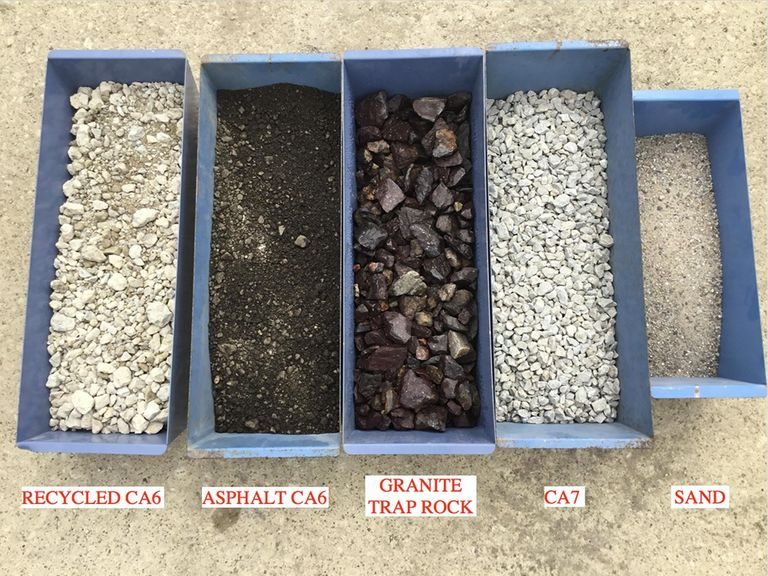 RECYCLED CA6
ASPHALT CA6
GRANITE
TRAP ROCK
CA7
SAND